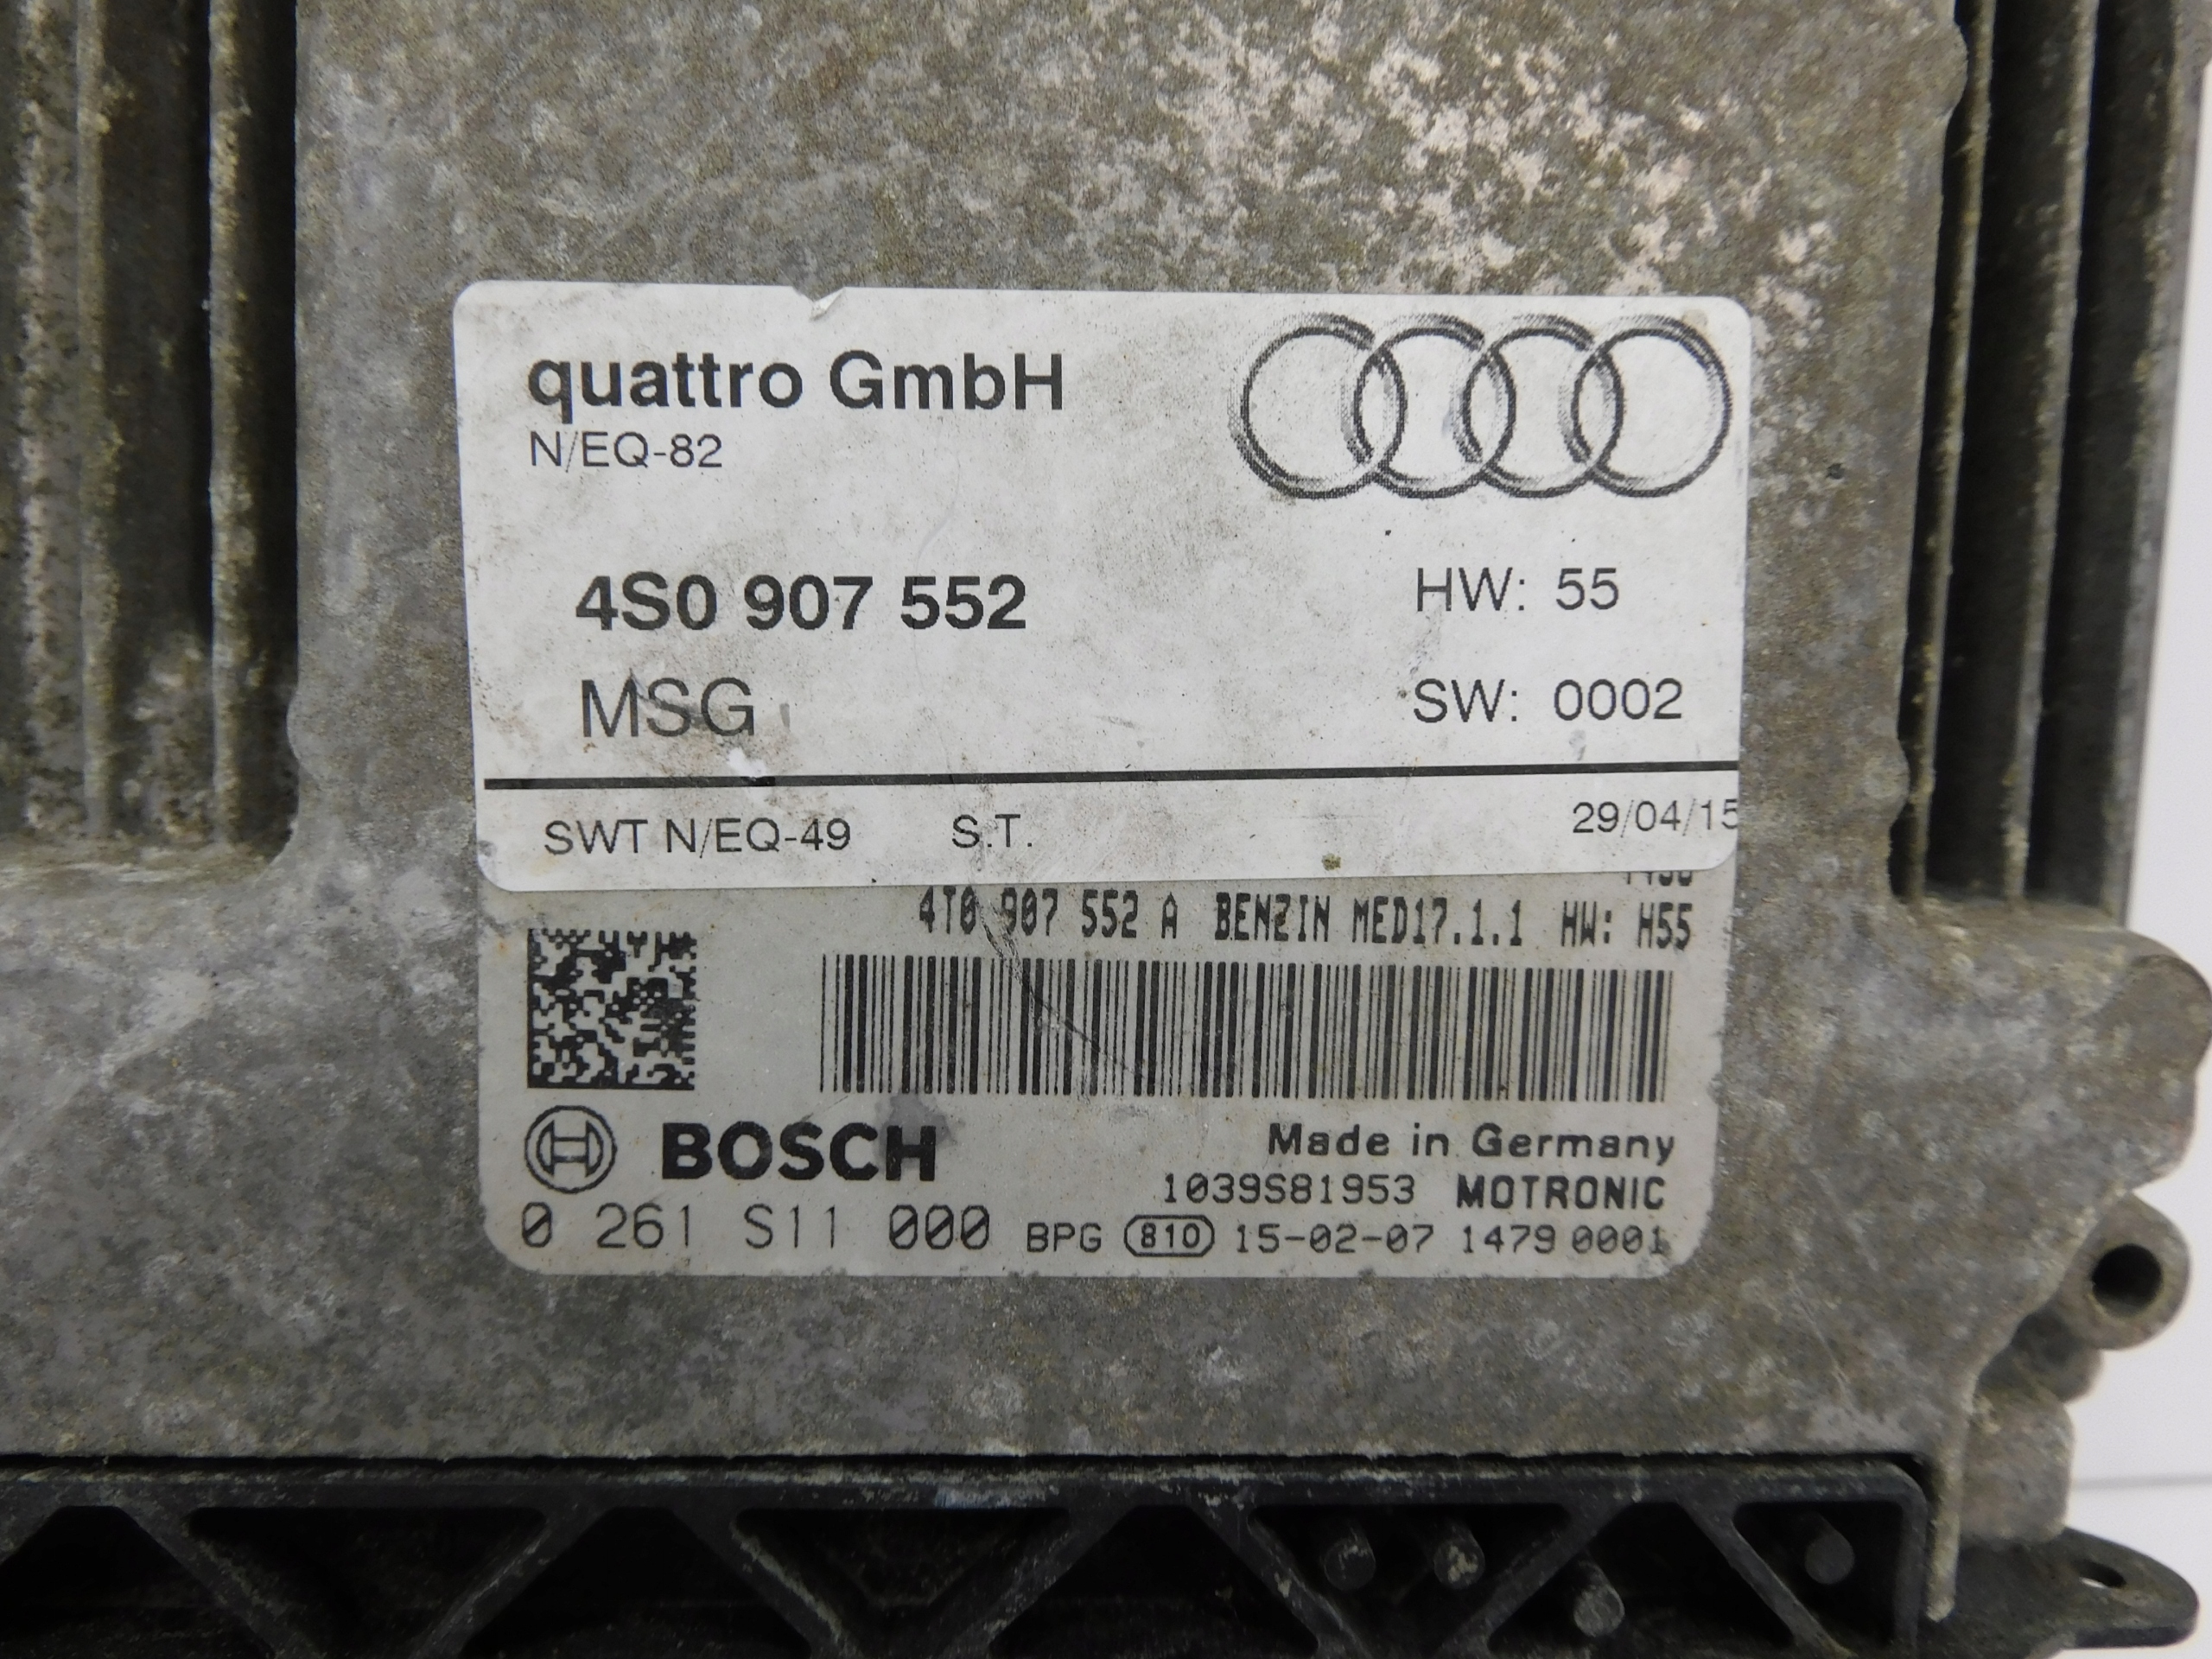 quattro GmbH
N/EQ-82
4S0 907 552 HW: 55
MSG SW: 0002
SWT N/EQ-49 S.T. 29/04/15
4T0 907 552 A BENZIN MED17.1.1 HW: H55
BOSCH Made in Germany
1039S81953 MOTRONIC
0 261 S11 000 BPG 810 15-02-07 1479 0001